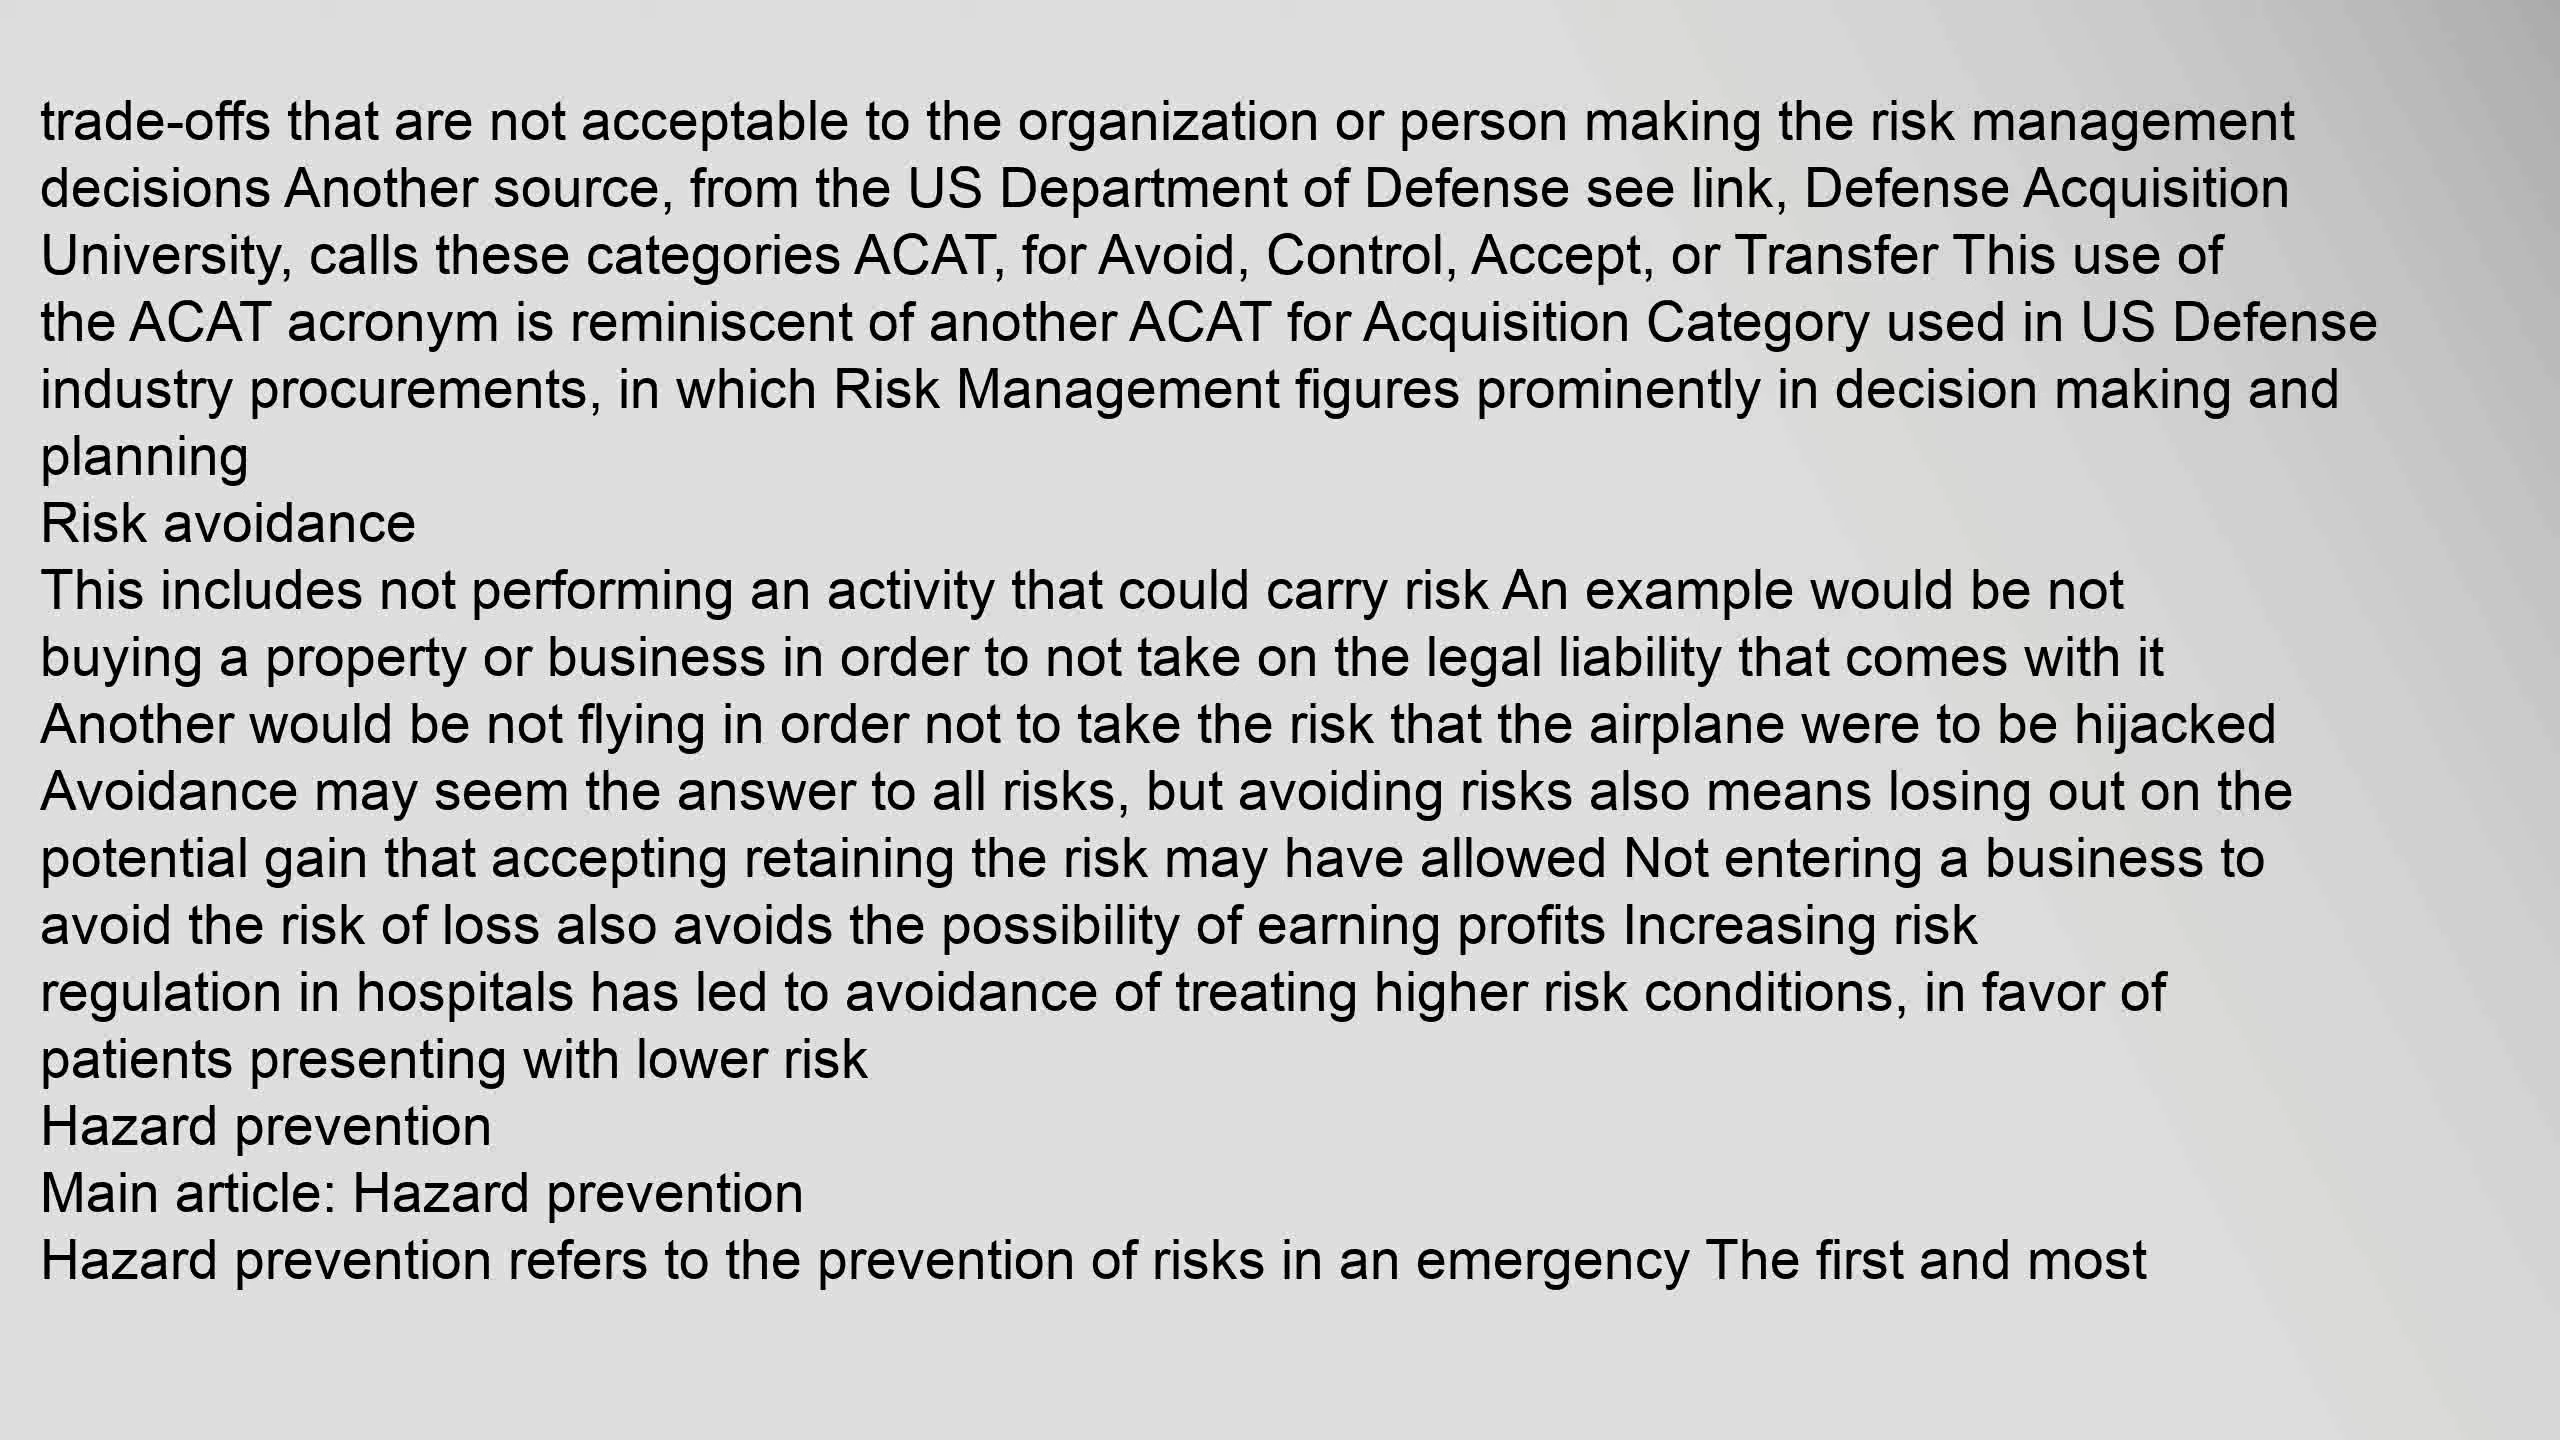 trade-offs that are not acceptable to the organization or person making the risk management
decisions Another source, from the US Department of Defense see link, Defense Acquisition
University, calls these categories ACAT, for Avoid, Control, Accept, or Transfer This use of
the ACAT acronym is reminiscent of another ACAT for Acquisition Category used in US Defense
industry procurements, in which Risk Management figures prominently in decision making and
planning
Risk avoidance
This includes not performing an activity that could carry risk An example would be not
buying a property or business in order to not take on the legal liability that comes with it
Another would be not flying in order not to take the risk that the airplane were to be hijacked
Avoidance may seem the answer to all risks, but avoiding risks also means losing out on the
potential gain that accepting retaining the risk may have allowed Not entering a business to
avoid the risk of loss also avoids the possibility of earning profits Increasing risk
regulation in hospitals has led to avoidance of treating higher risk conditions, in favor of
patients presenting with lower risk
Hazard prevention
Main article: Hazard prevention
Hazard prevention refers to the prevention of risks in an emergency The first and most